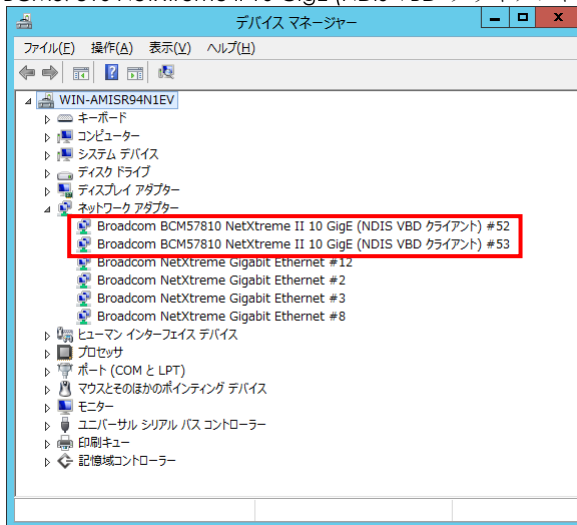 デバイス マネージャー
ファイル(F) 操作(A) 表示(V) ヘルプ(H)
WIN-AMISR94N1EV
キーボード
コンピューター
システム デバイス
ディスク ドライブ
ディスプレイ アダプター
ネットワーク アダプター
Broadcom BCM57810 NetXtreme II 10 GigE (NDIS VBD クライアント) #52
Broadcom BCM57810 NetXtreme II 10 GigE (NDIS VBD クライアント) #53
Broadcom NetXtreme Gigabit Ethernet #12
Broadcom NetXtreme Gigabit Ethernet #2
Broadcom NetXtreme Gigabit Ethernet #3
Broadcom NetXtreme Gigabit Ethernet #8
ヒューマン インターフェイス デバイス
プロセッサ
ポート (COM と LPT)
マウスとそのほかのポインティング デバイス
モニター
ユニバーサル シリアル バス コントローラー
印刷キュー
記憶域コントローラー